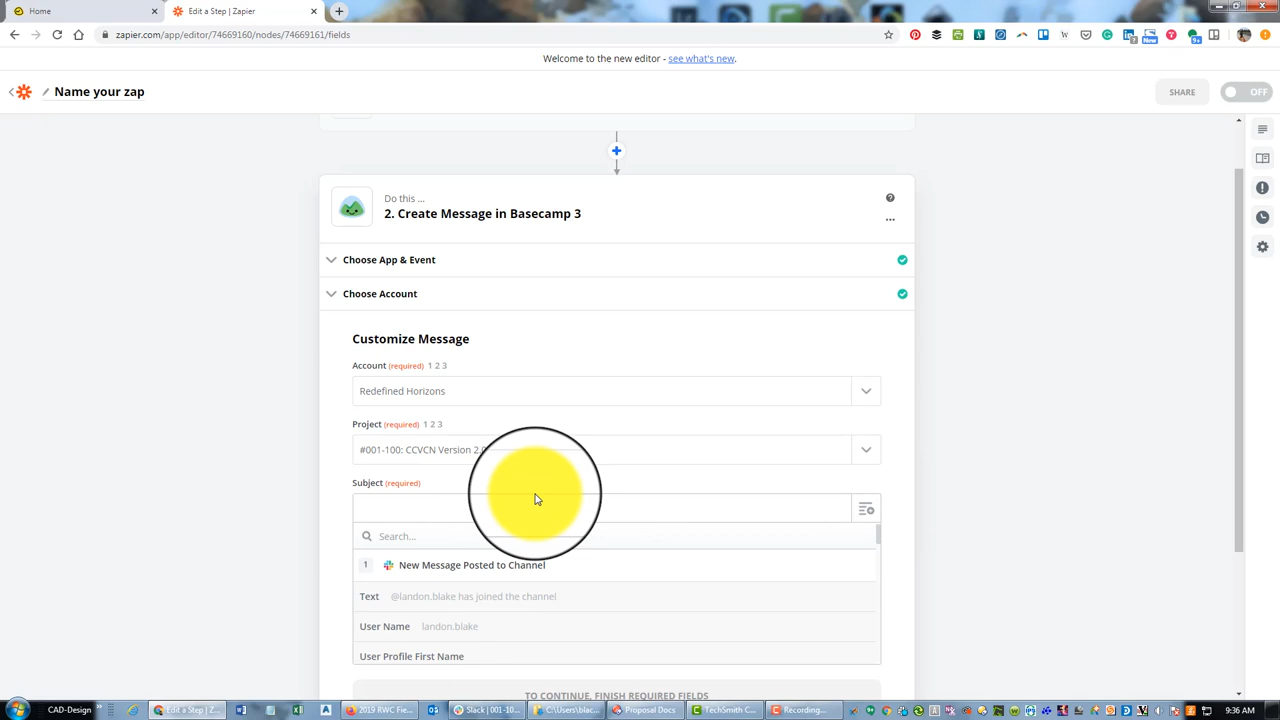 Home
Edit a Step | Zapier
zapier.com/app/editor/74669160/nodes/74669161/fields
Welcome to the new editor - see what's new.
Name your zap
SHARE
OFF
Do this ...
2. Create Message in Basecamp 3
Choose App & Event
Choose Account
Customize Message
Account (required) 1 2 3
Redefined Horizons
Project (required) 1 2 3
#001-100: CCVCN Version 2.0
Subject (required)
Search...
1 New Message Posted to Channel
Text @landon.blake has joined the channel
User Name landon.blake
User Profile First Name
TO CONTINUE, FINISH REQUIRED FIELDS
CAD-Design
Edit a Step | Z...
2019 RWC Fie...
Slack | 001-10...
C:\Users\blac...
Proposal Docs
TechSmith C...
Recording...
9:36 AM